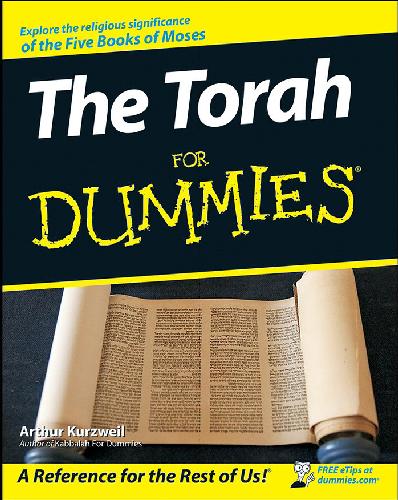 Explore the religious significance
of the Five Books of Moses
The Torah
FOR
DUMMIES®
Arthur Kurzweil
Author of Kabbalah For Dummies
A Reference for the Rest of Us!®
FREE eTips at
dummies.com®